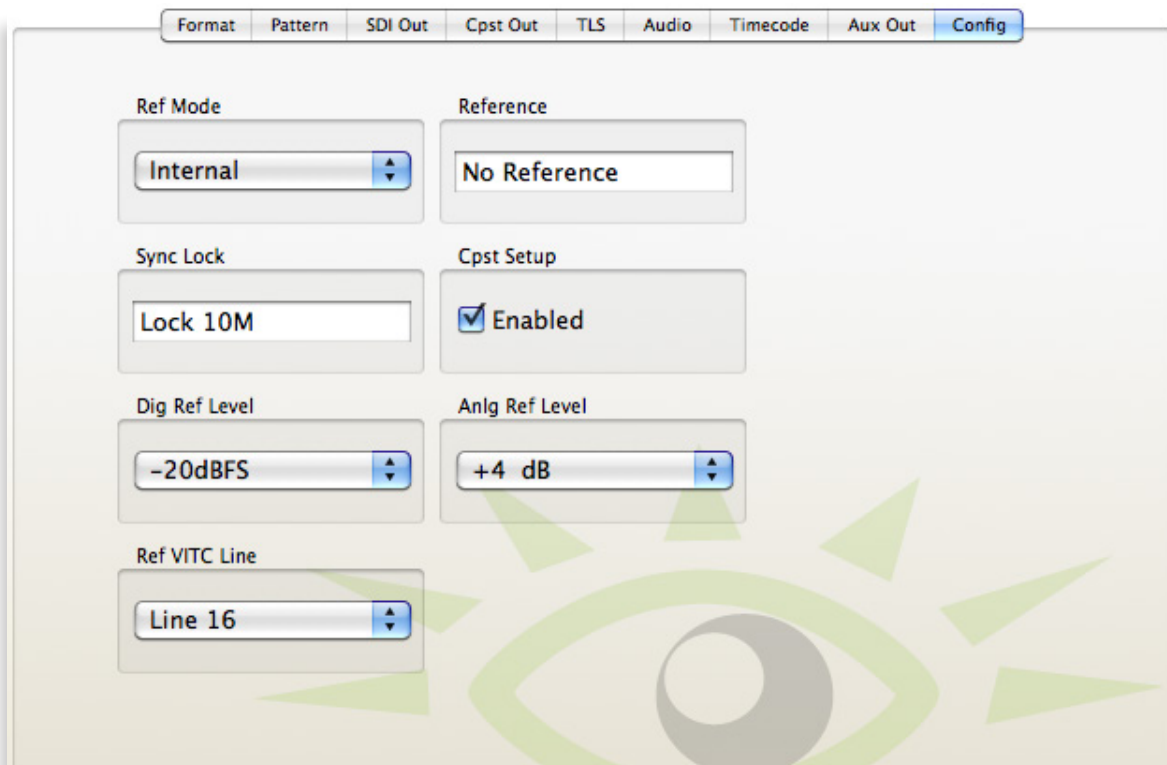 Format Pattern SDI Out Cpst Out TLS Audio Timecode Aux Out Config
Ref Mode
Internal
Reference
No Reference
Sync Lock
Lock 10M
Cpst Setup
Enabled
Dig Ref Level
-20dBFS
Anlg Ref Level
+4 dB
Ref VITC Line
Line 16